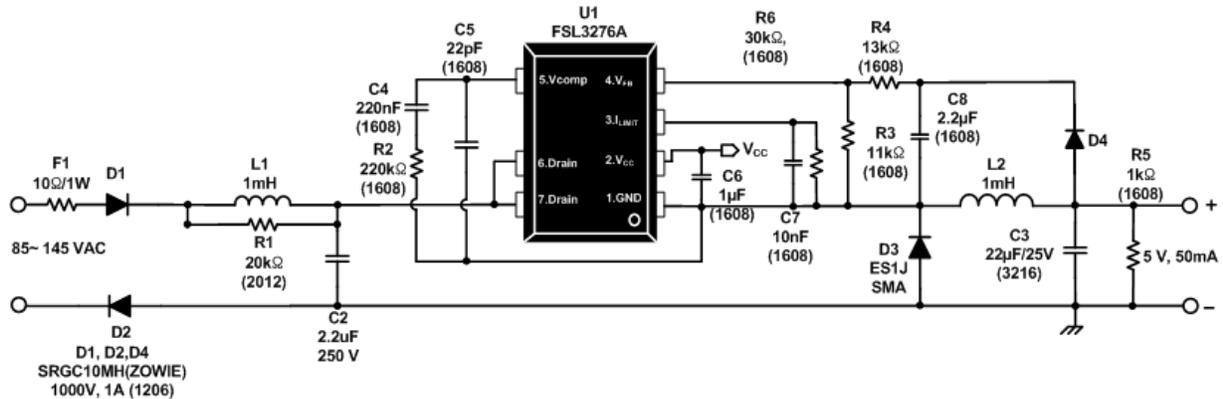 U1
FSL3276A
C5
22pF
(1608)
R6
30kΩ,
(1608)
R4
13kΩ
(1608)
5.Vcomp
4.VFB
C4
220nF
(1608)
C8
2.2µF
(1608)
3.ILIMIT
D4
R2
220kΩ
(1608)
R3
11kΩ
(1608)
6.Drain
2.VCC
VCC
F1
10Ω/1W
D1
L1
1mH
C6
1µF
(1608)
L2
1mH
R5
1kΩ
(1608)
7.Drain
1.GND
+
85~ 145 VAC
R1
20kΩ
(2012)
C7
10nF
(1608)
D3
ES1J
SMA
C3
22µF/25V
(3216)
5 V, 50mA
–
C2
2.2uF
250 V
D2
D1, D2,D4
SRGC10MH(ZOWIE)
1000V, 1A (1206)